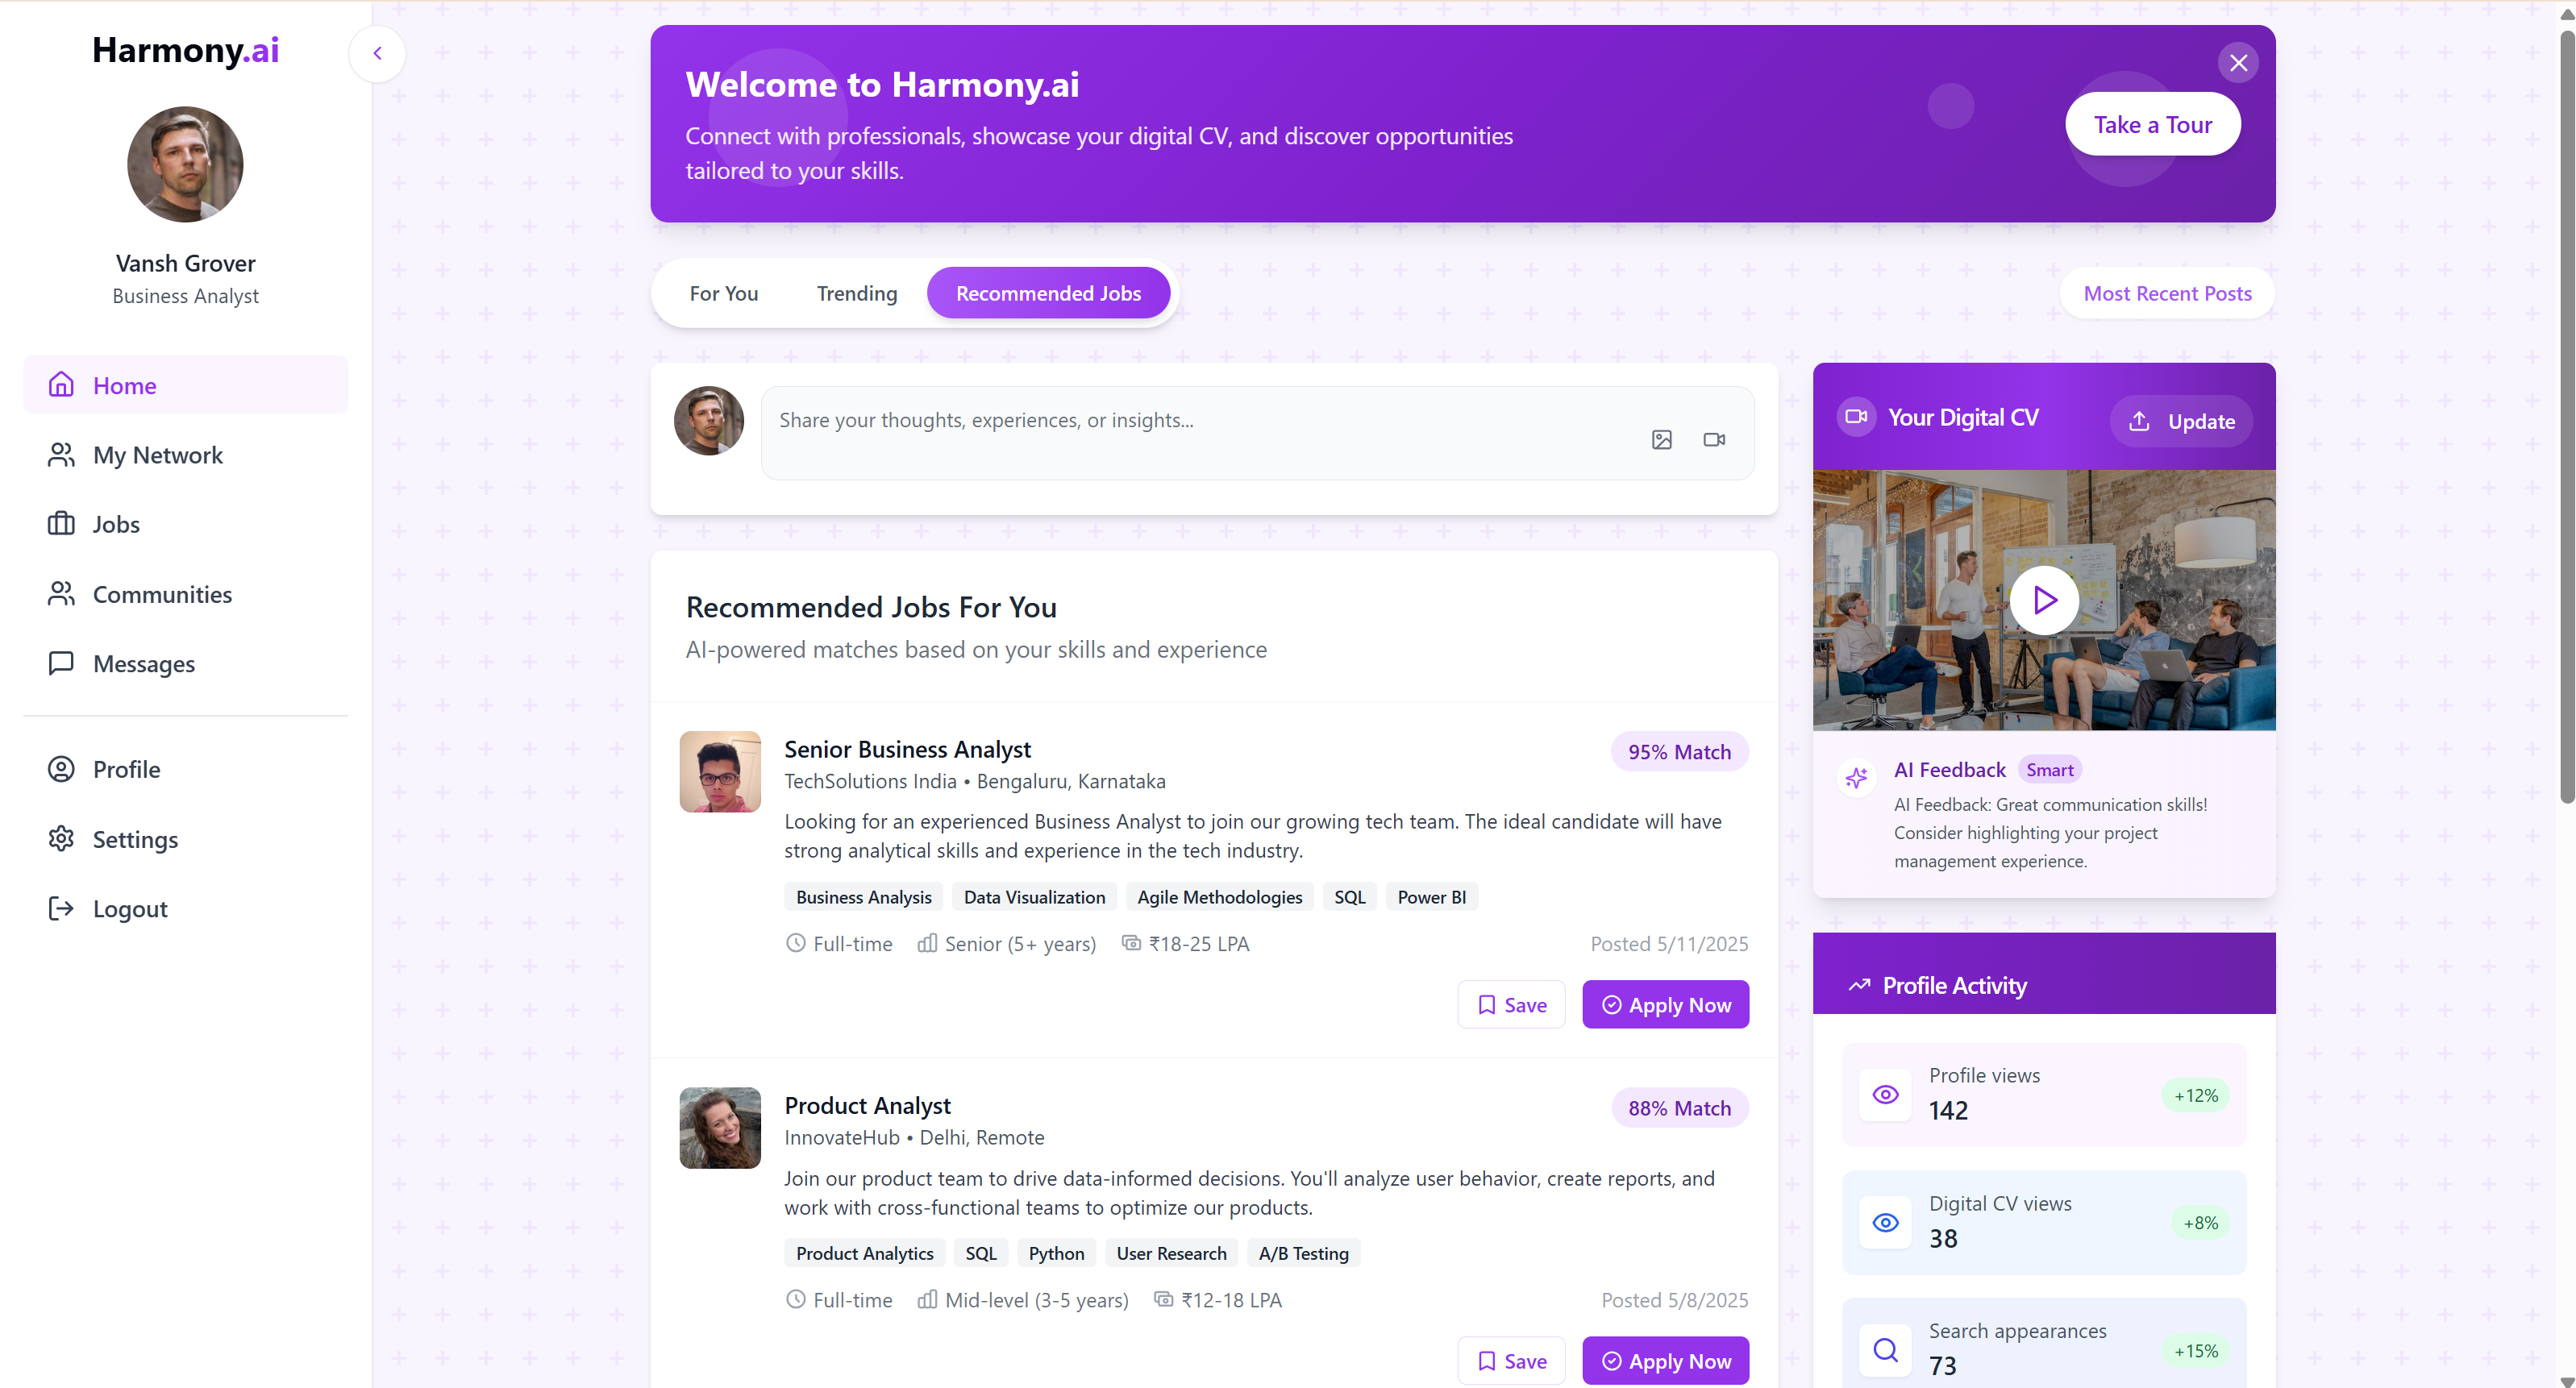 Harmony.ai
Vansh Grover
Business Analyst
Home
My Network
Jobs
Communities
Messages
Profile
Settings
Logout
Welcome to Harmony.ai
Connect with professionals, showcase your digital CV, and discover opportunities
tailored to your skills.
Take a Tour
For You
Trending
Recommended Jobs
Most Recent Posts
Share your thoughts, experiences, or insights...
Recommended Jobs For You
AI-powered matches based on your skills and experience
Senior Business Analyst
95% Match
TechSolutions India • Bengaluru, Karnataka
Looking for an experienced Business Analyst to join our growing tech team. The ideal candidate will have
strong analytical skills and experience in the tech industry.
Business Analysis
Data Visualization
Agile Methodologies
SQL
Power BI
Full-time
Senior (5+ years)
₹18-25 LPA
Posted 5/11/2025
Save
Apply Now
Product Analyst
88% Match
InnovateHub • Delhi, Remote
Join our product team to drive data-informed decisions. You'll analyze user behavior, create reports, and
work with cross-functional teams to optimize our products.
Product Analytics
SQL
Python
User Research
A/B Testing
Full-time
Mid-level (3-5 years)
₹12-18 LPA
Posted 5/8/2025
Save
Apply Now
Your Digital CV
Update
AI Feedback
Smart
AI Feedback: Great communication skills!
Consider highlighting your project
management experience.
Profile Activity
Profile views
142
+12%
Digital CV views
38
+8%
Search appearances
73
+15%